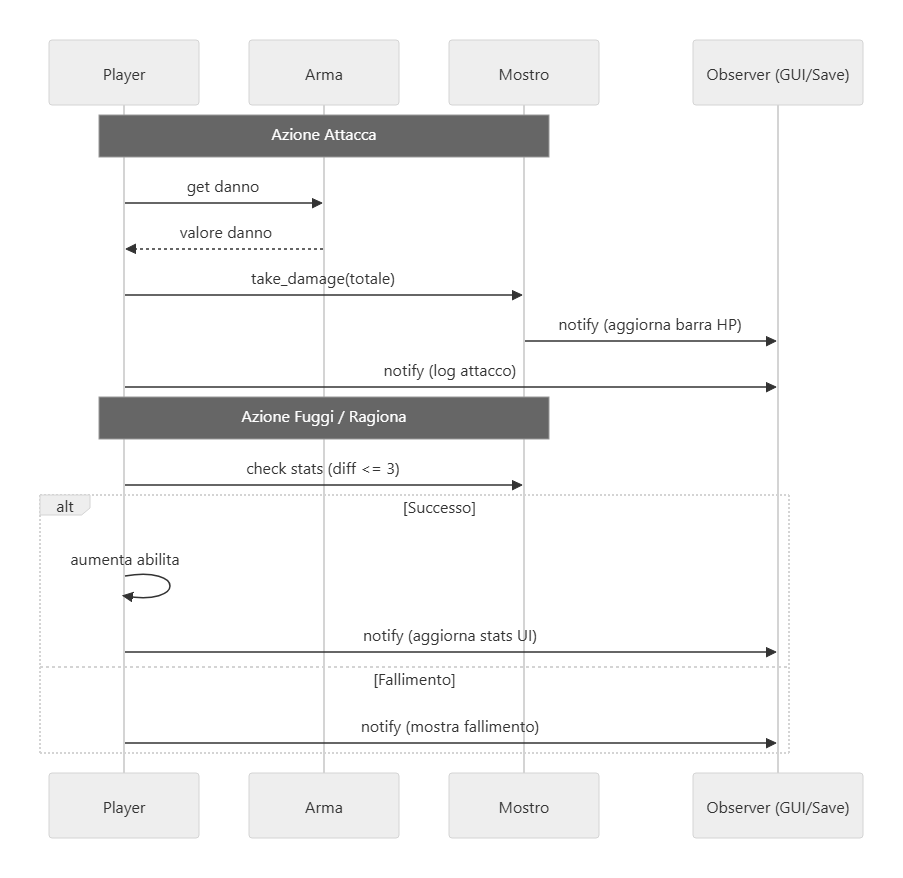 Player
Arma
Mostro
Observer (GUI/Save)
Azione Attacca
get danno
valore danno
take_damage(totale)
notify (aggiorna barra HP)
notify (log attacco)
Azione Fuggi / Ragiona
check stats (diff <= 3)
alt
[Successo]
aumenta abilita
notify (aggiorna stats UI)
[Fallimento]
notify (mostra fallimento)
Player
Arma
Mostro
Observer (GUI/Save)